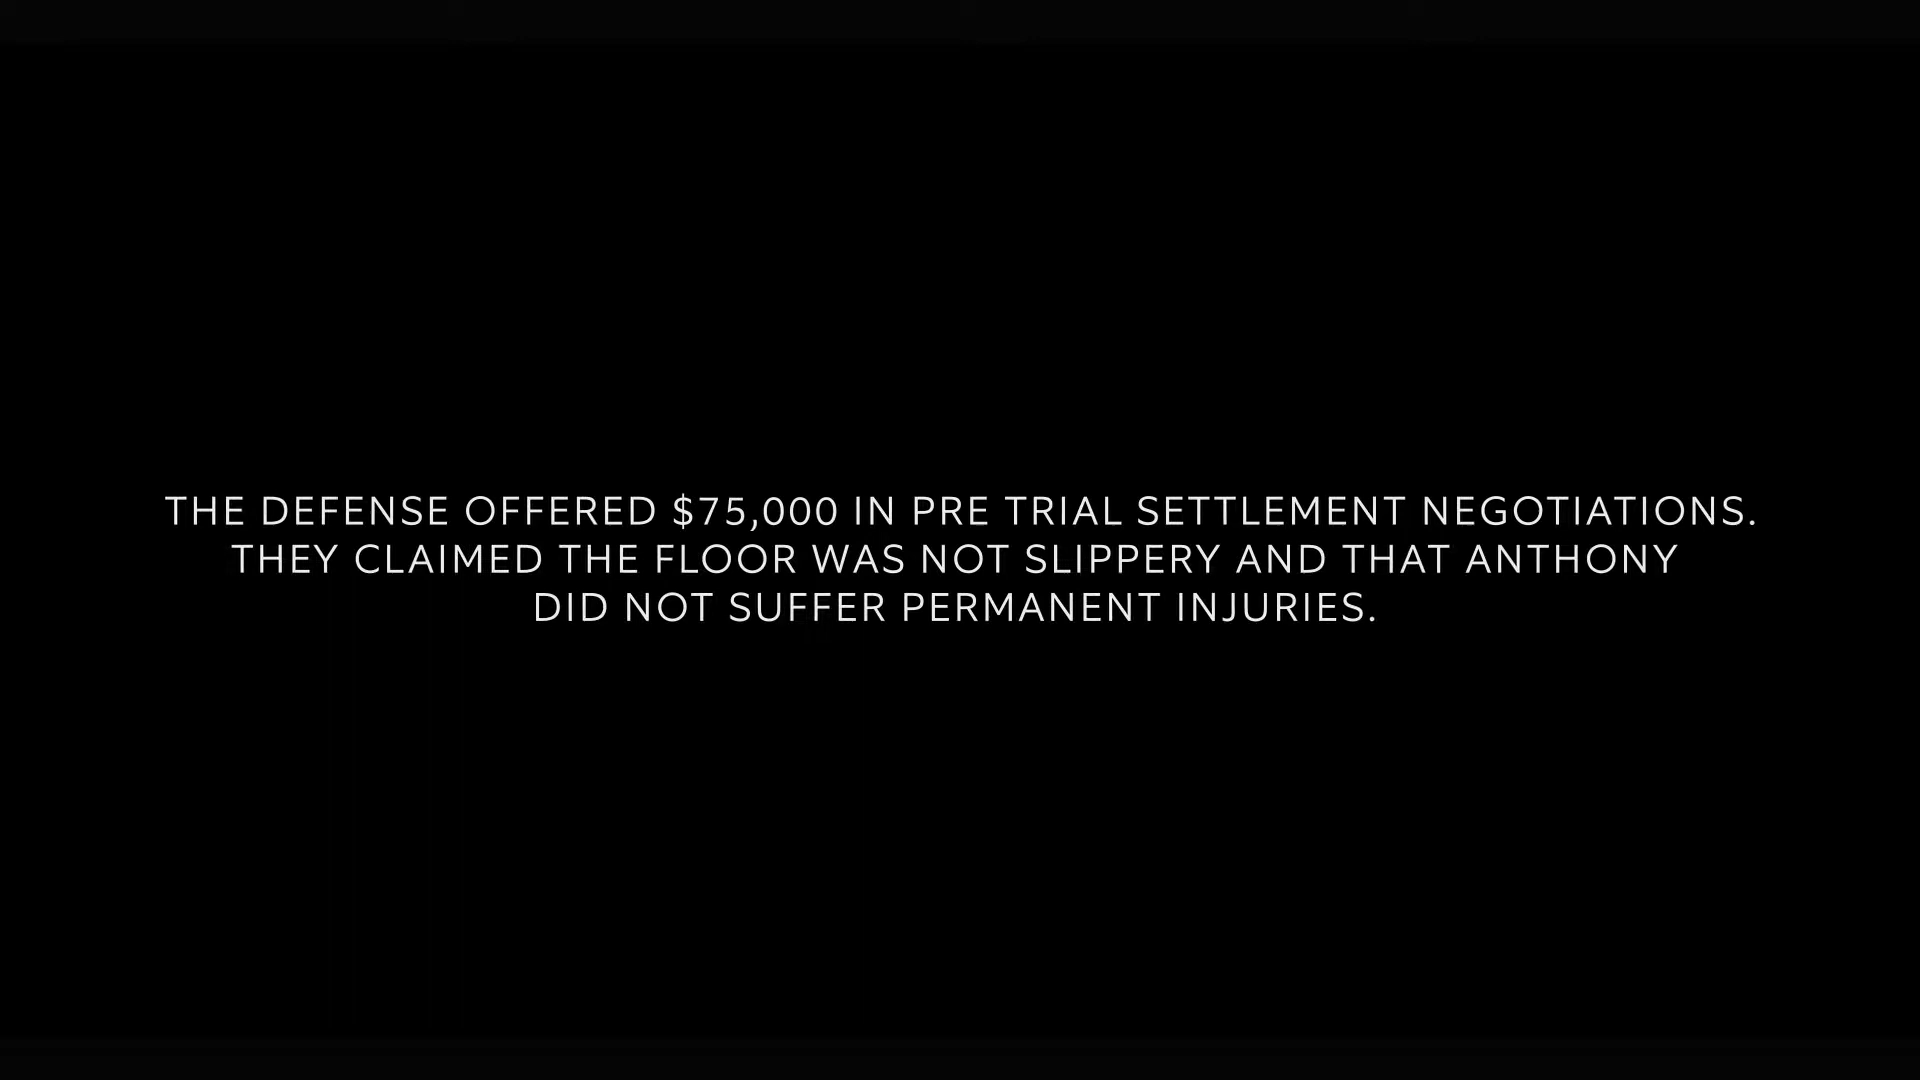 THE DEFENSE OFFERED $75,000 IN PRE TRIAL SETTLEMENT NEGOTIATIONS.
THEY CLAIMED THE FLOOR WAS NOT SLIPPERY AND THAT ANTHONY
DID NOT SUFFER PERMANENT INJURIES.